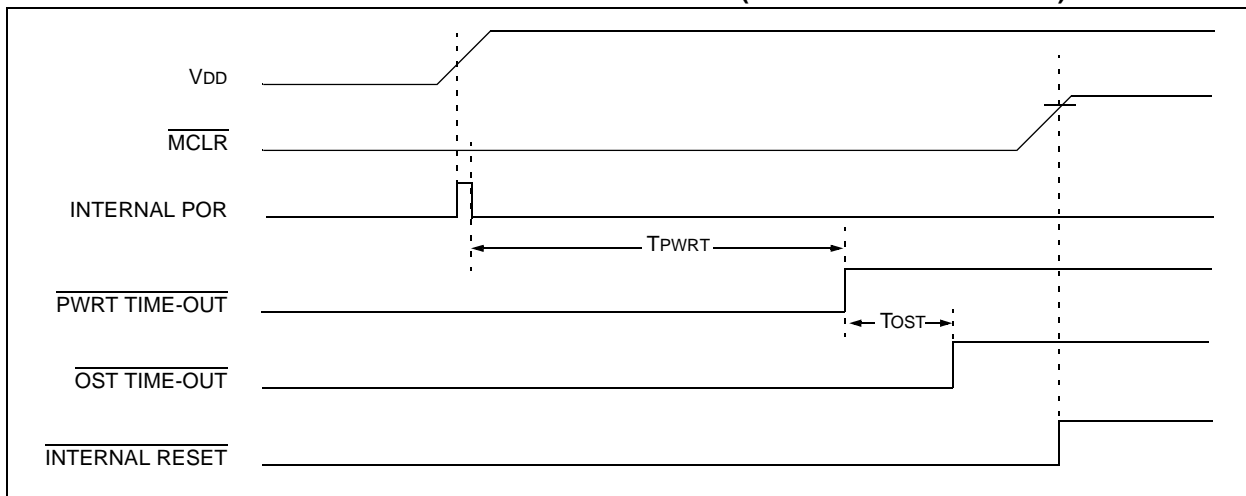 VDD
MCLR
INTERNAL POR
TPWRT
PWRT TIME-OUT
TOST
OST TIME-OUT
INTERNAL RESET